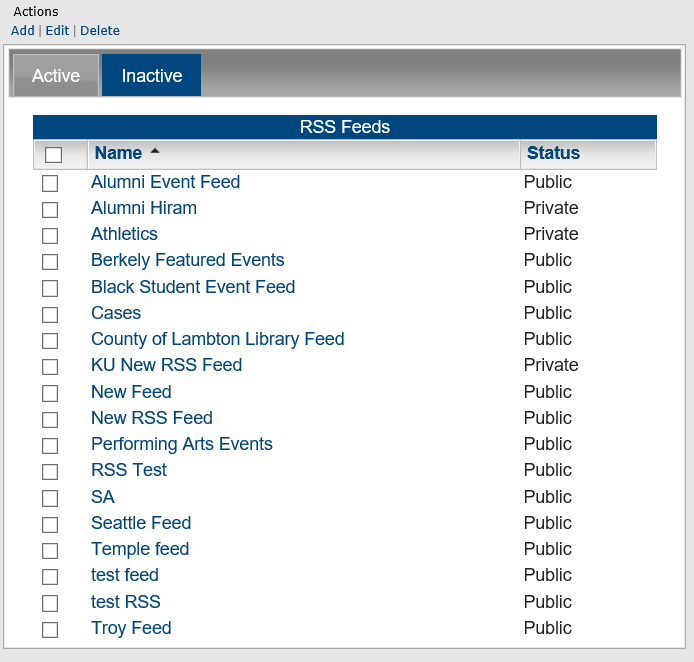 Actions
Add | Edit | Delete
Active Inactive
RSS Feeds
Name Status
Alumni Event Feed Public
Alumni Hiram Private
Athletics Private
Berkely Featured Events Public
Black Student Event Feed Public
Cases Public
County of Lambton Library Feed Public
KU New RSS Feed Private
New Feed Public
New RSS Feed Public
Performing Arts Events Public
RSS Test Public
SA Public
Seattle Feed Public
Temple feed Public
test feed Public
test RSS Public
Troy Feed Public